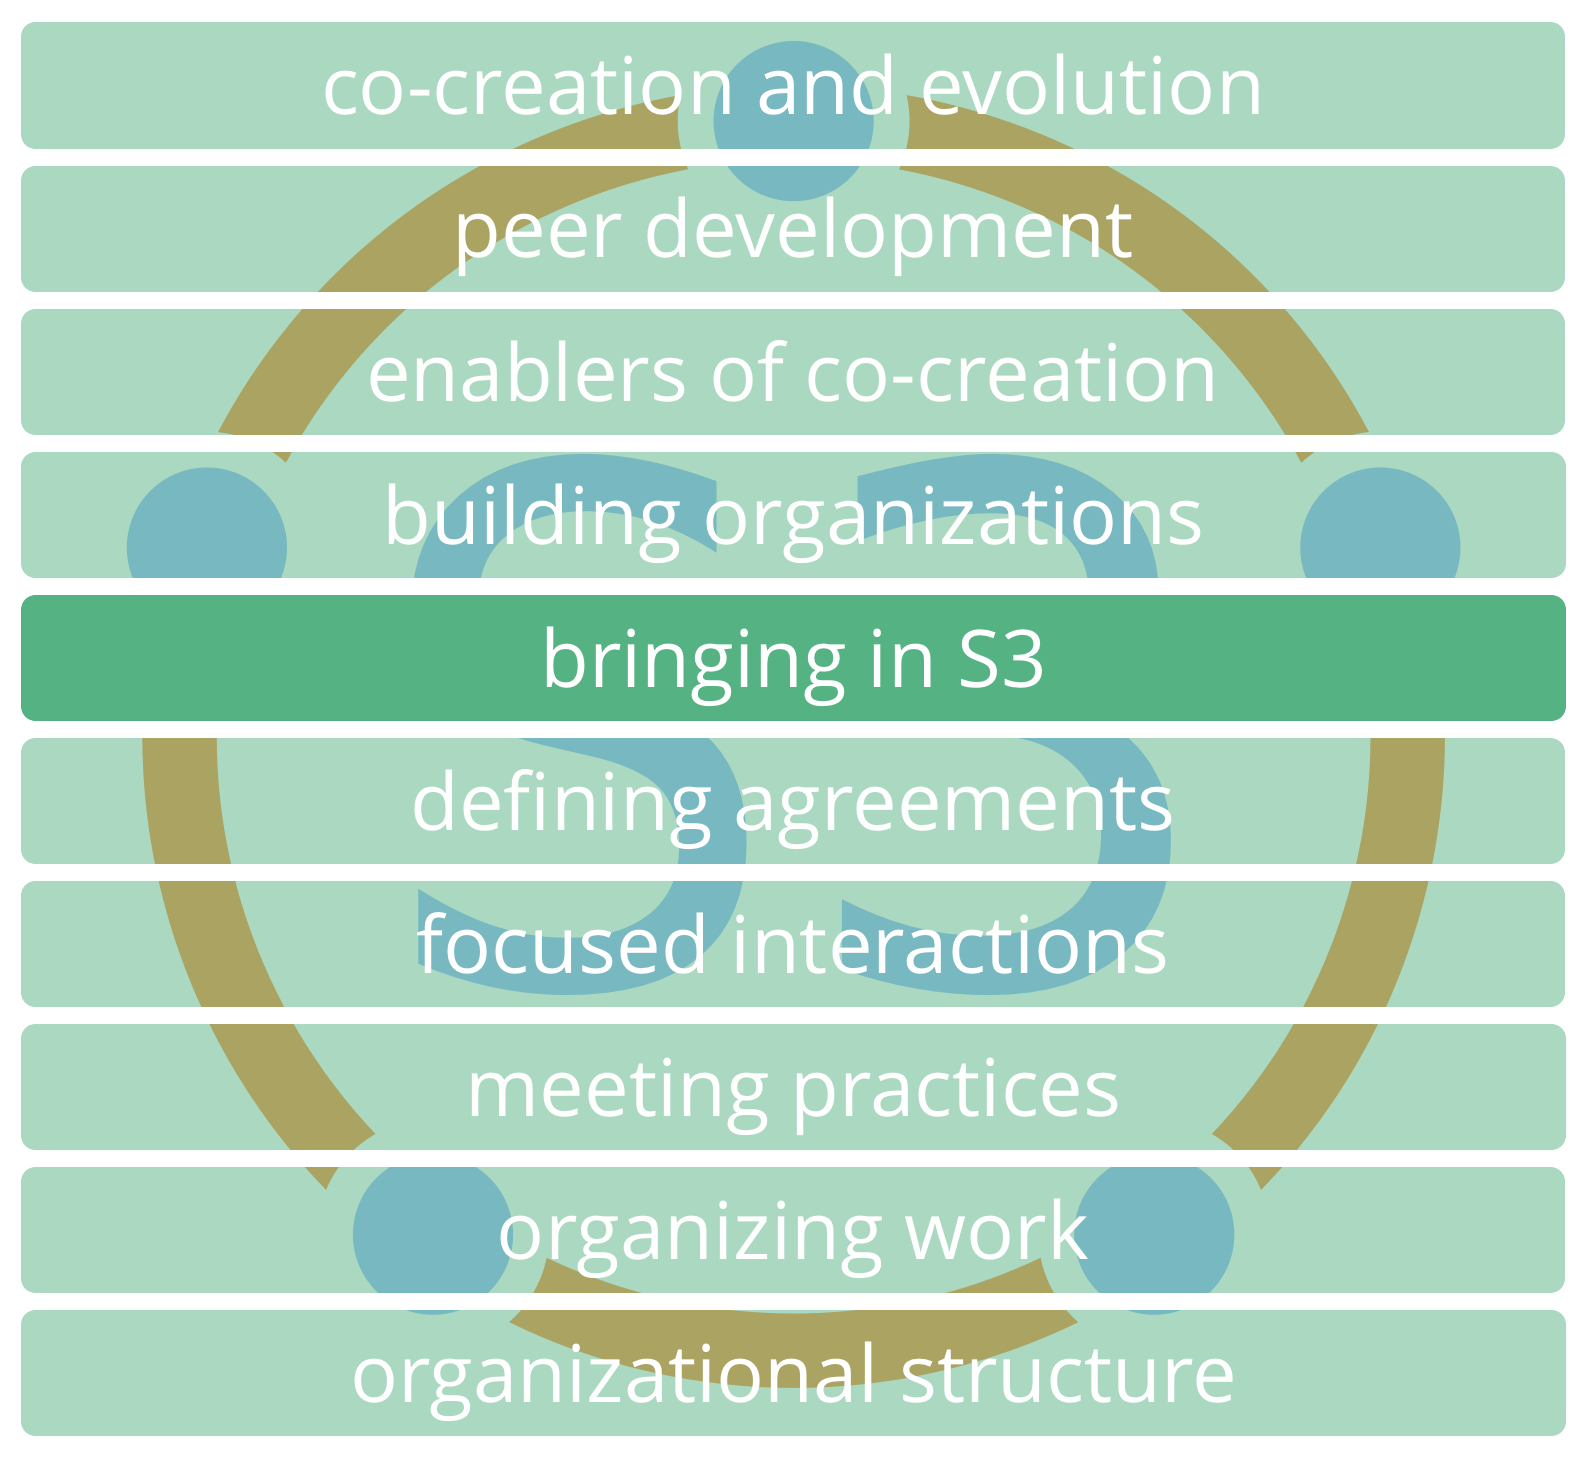 co-creation and evolution
peer development
enablers of co-creation
building organizations
bringing in S3
defining agreements
focused interactions
meeting practices
organizing work
organizational structure